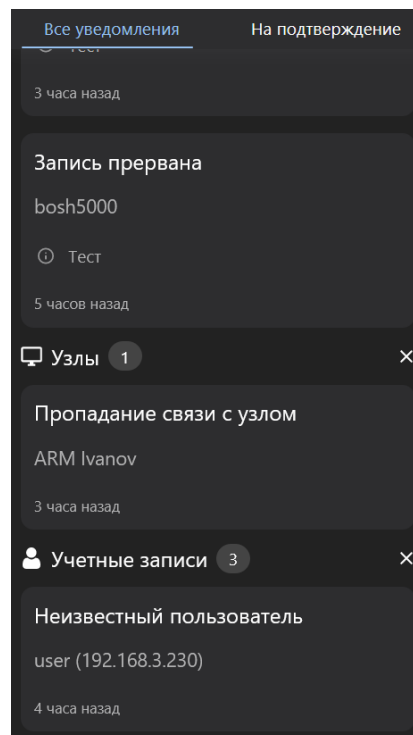 Все уведомления На подтверждение
Тест
3 часа назад
Запись прервана
bosh5000
Тест
5 часов назад
Узлы 1
Пропадание связи с узлом
ARM Ivanov
3 часа назад
Учетные записи 3
Неизвестный пользователь
user (192.168.3.230)
4 часа назад